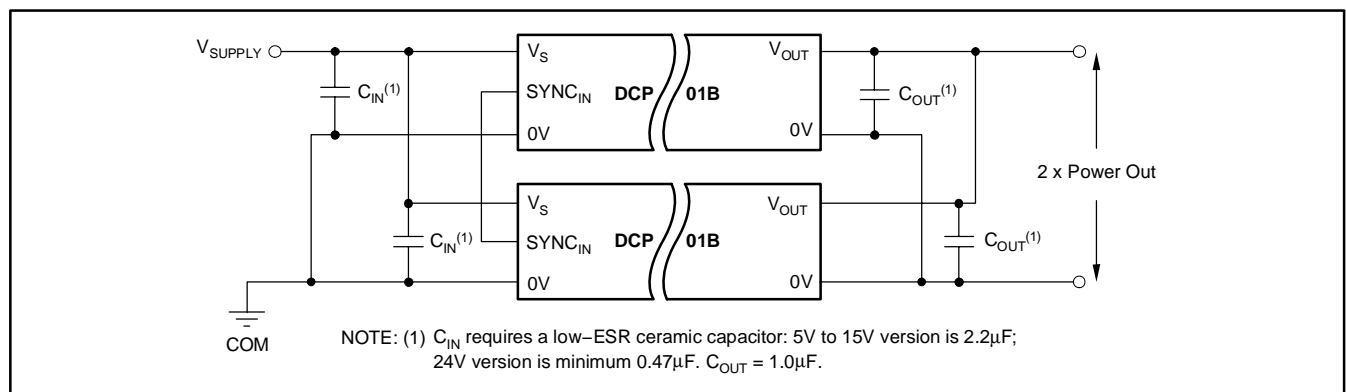 V_SUPPLY
V_S
V_OUT
C_IN(1)
SYNC_IN
DCP
01B
C_OUT(1)
0V
0V
2 x Power Out
V_S
V_OUT
C_IN(1)
SYNC_IN
DCP
01B
C_OUT(1)
0V
0V
COM
NOTE: (1) C_IN requires a low−ESR ceramic capacitor: 5V to 15V version is 2.2μF;
24V version is minimum 0.47μF. C_OUT = 1.0μF.